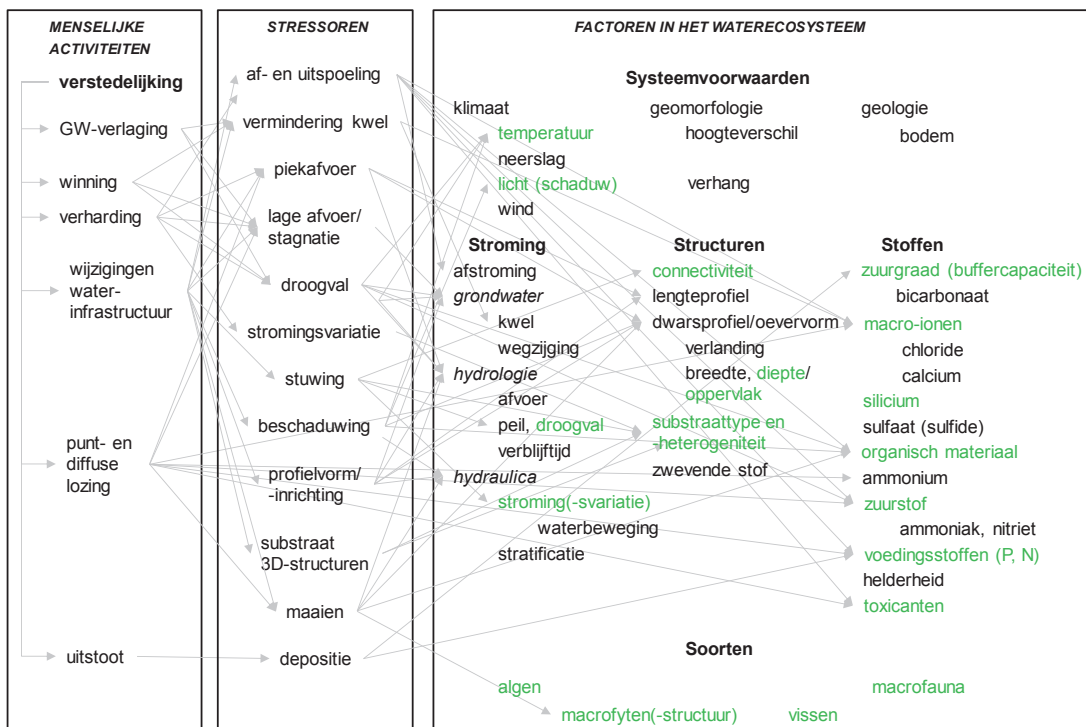 MENSELIJKE
ACTIVITEITEN
verstedelijking
GW-verlaging
winning
verharding
wijzigingen
water-
infrastructuur
punt- en
diffuse
lozing
uitstoot
STRESSOREN
af- en uitspoeling
vermindering kwel
piekafvoer
lage afvoer/
stagnatie
droogval
stromingsvariatie
stuwing
beschaduwing
profielvorm/
-inrichting
substraat
3D-structuren
maaien
depositie
FACTOREN IN HET WATERECOSYSTEEM
Systeemvoorwaarden
klimaat
temperatuur
neerslag
licht (schaduw)
wind
geomorfologie
hoogteverschil
verhang
geologie
bodem
Stroming
afstroming
grondwater
kwel
wegzijging
hydrologie
afvoer
peil, droogval
verblijftijd
hydraulica
stroming(-svariatie)
waterbeweging
stratificatie
Structuren
connectiviteit
lengteprofiel
dwarsprofiel/oevervorm
verlanding
breedte, diepte/
oppervlak
substraattype en
-heterogeniteit
zwevende stof
Stoffen
zuurgraad (buffercapaciteit)
bicarbonaat
macro-ionen
chloride
calcium
silicium
sulfaat (sulfide)
organisch materiaal
ammonium
zuurstof
ammoniak, nitriet
voedingsstoffen (P, N)
helderheid
toxicanten
Soorten
algen
macrofauna
macrofyten(-structuur)
vissen